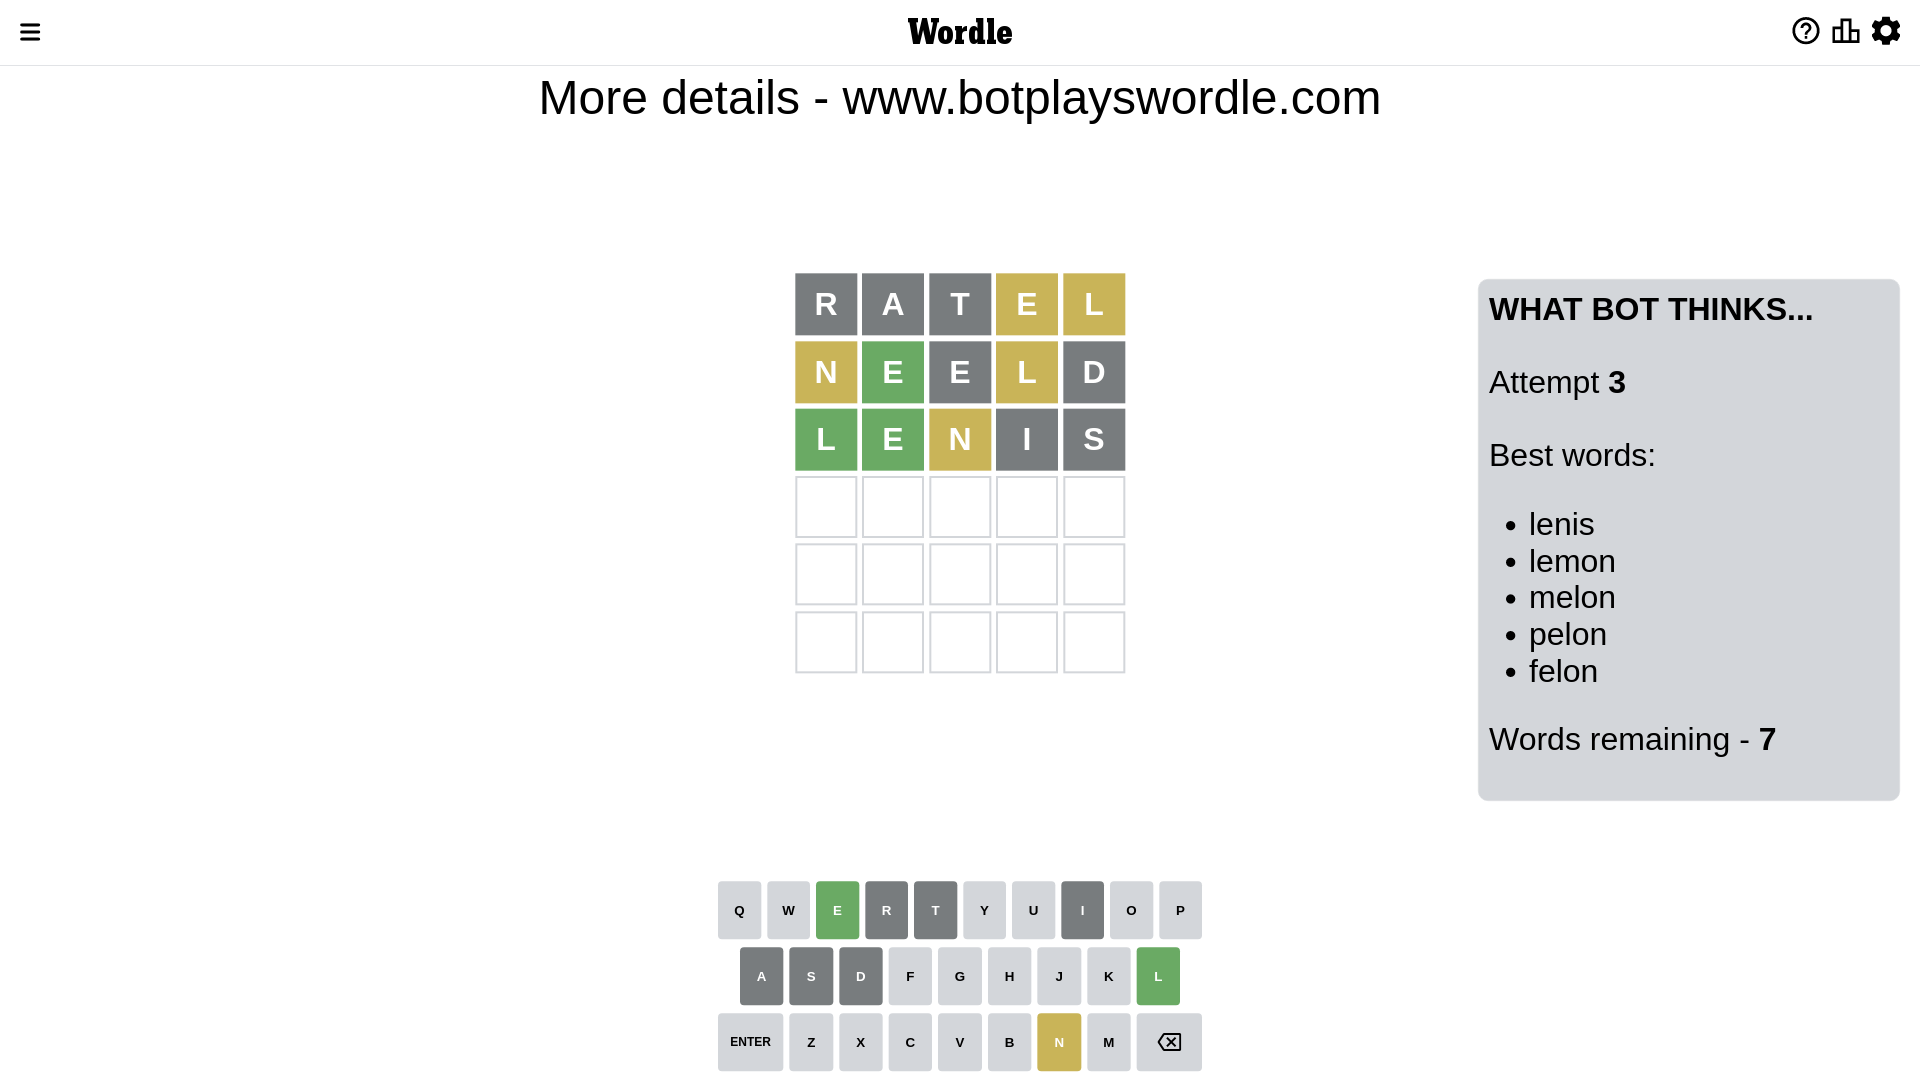 Wordle
More details - www.botplayswordle.com
R A T E L
N E E L D
L E N I S
WHAT BOT THINKS...
Attempt 3
Best words:
• lenis
• lemon
• melon
• pelon
• felon
Words remaining - 7
Q W E R T Y U I O P
A S D F G H J K L
ENTER Z X C V B N M